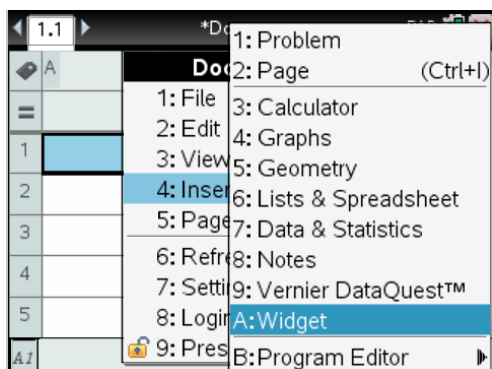 1.1 *Do
A
=
1
2
3
4
5
A1
Doc
1: File
2: Edit
3: View
4: Inser
5: Page
6: Refre
7: Settin
8: Login
9: Pres
1: Problem
2: Page (Ctrl+I)
3: Calculator
4: Graphs
5: Geometry
6: Lists & Spreadsheet
7: Data & Statistics
8: Notes
9: Vernier DataQuest™
A: Widget
B: Program Editor